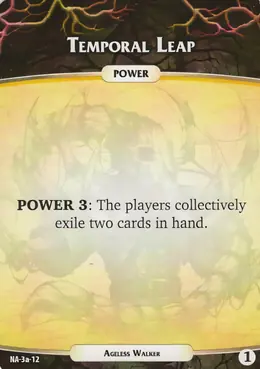 TEMPORAL LEAP
POWER
POWER 3: The players collectively
exile two cards in hand.
NA-3a-12
AGELESS WALKER
1